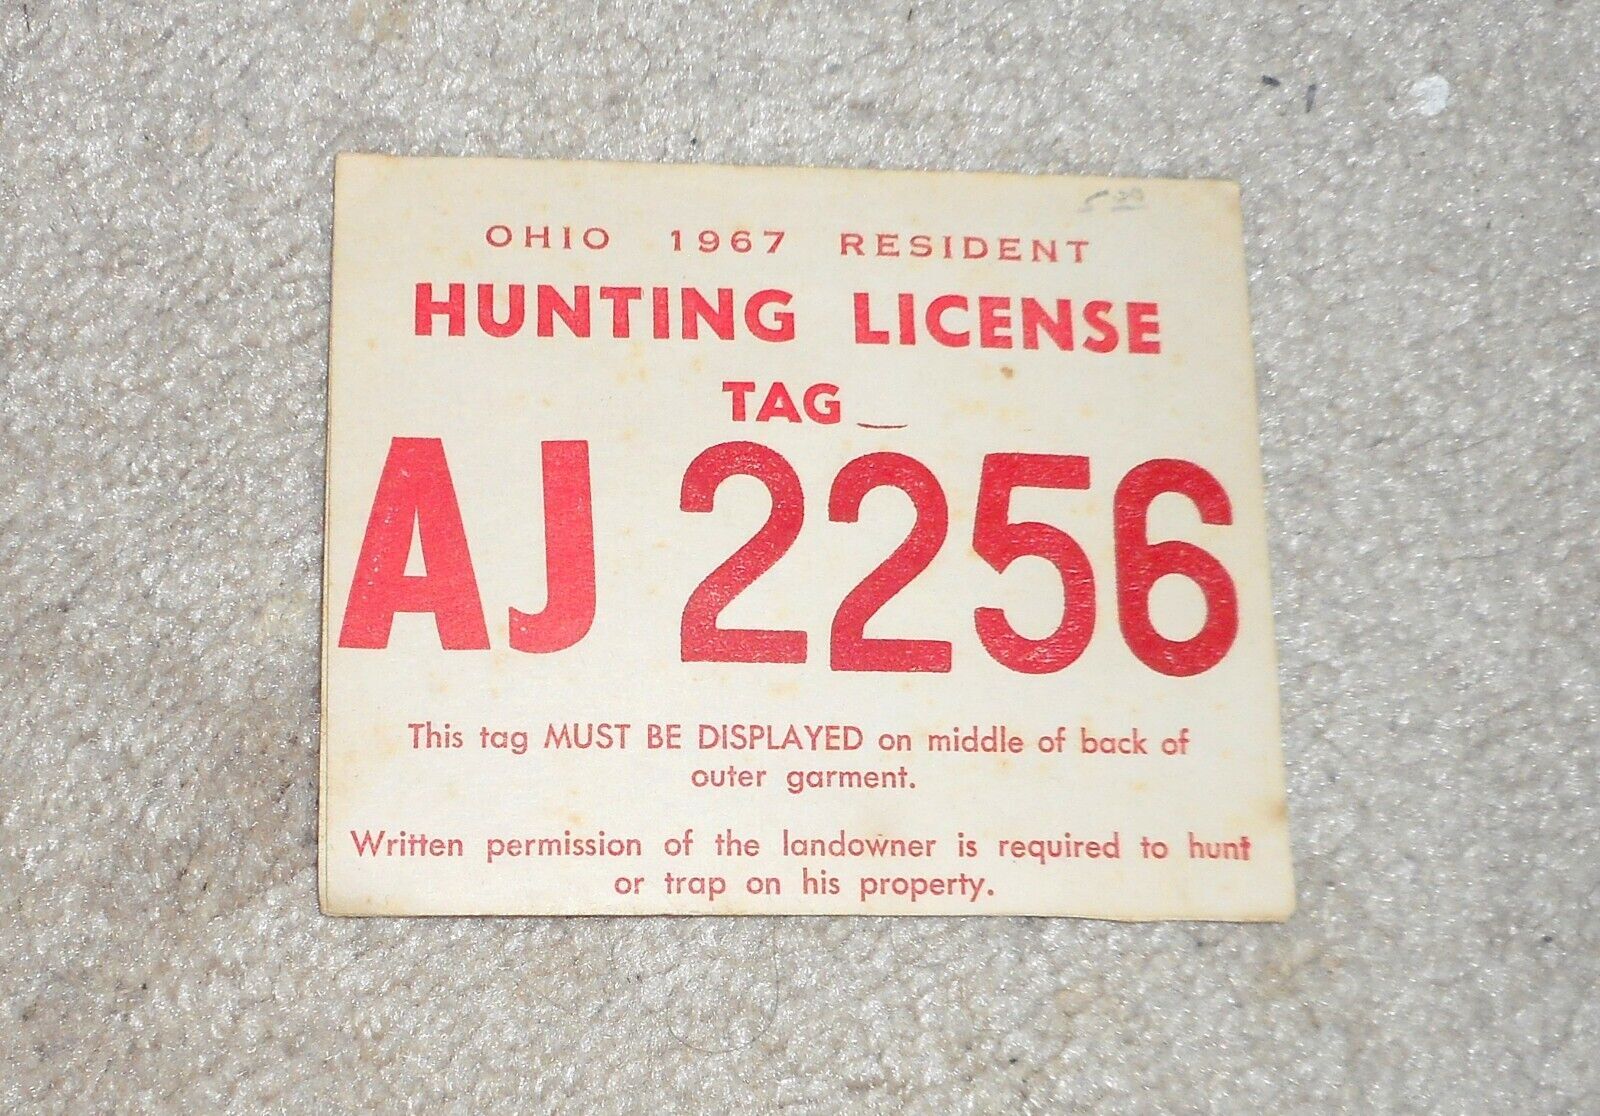 OHIO 1967 RESIDENT
HUNTING LICENSE
TAG
AJ 2256
This tag MUST BE DISPLAYED on middle of back of
outer garment.
Written permission of the landowner is required to hunt
or trap on his property.